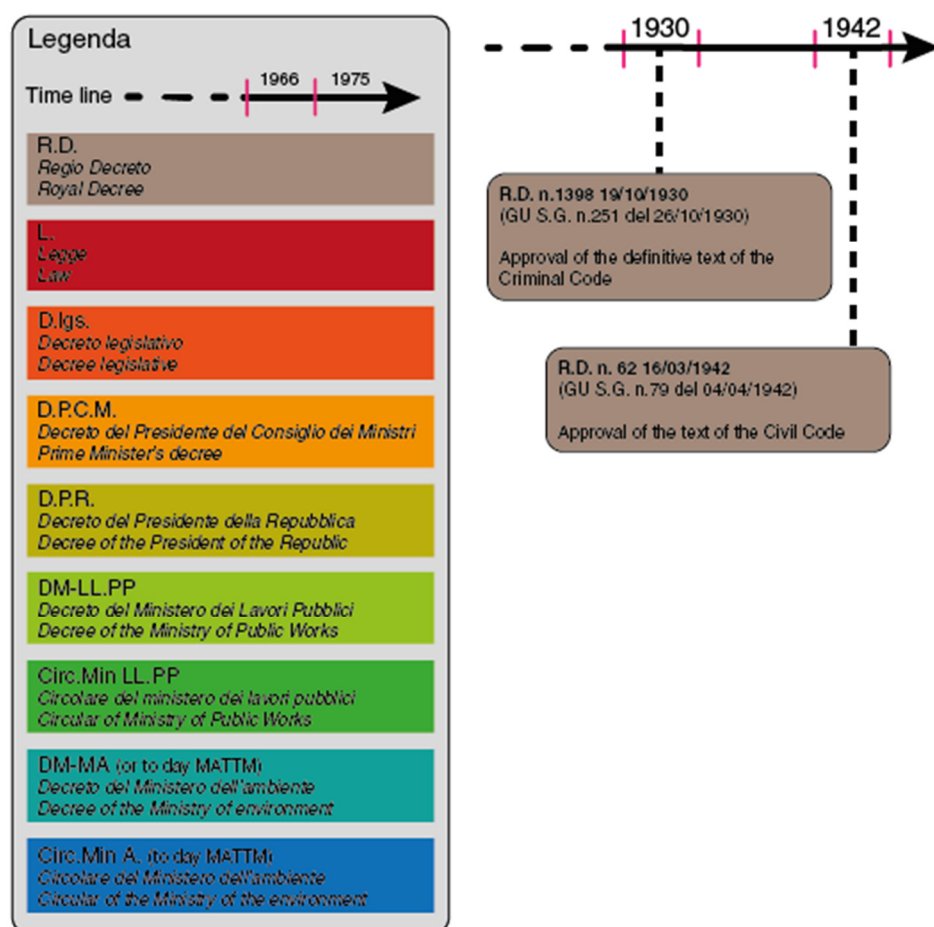 Legenda
1966 1975
Time line
R.D.
Regio Decreto
Royal Decree
L.
Legge
Law
D.lgs.
Decreto legislativo
Decree legislative
D.P.C.M.
Decreto del Presidente del Consiglio dei Ministri
Prime Minister's decree
D.P.R.
Decreto del Presidente della Repubblica
Decree of the President of the Republic
DM-LL.PP
Decreto del Ministero dei Lavori Pubblici
Decree of the Ministry of Public Works
Circ.Min LL.PP
Circolare del ministero dei lavori pubblici
Circular of Ministry of Public Works
DM-MA (or to day MATTM)
Decreto del Ministero dell'ambiente
Decree of the Ministry of environment
Circ.Min A. (to day MATTM)
Circolare del Ministero dell'ambiente
Circular of the Ministry of the environment
1930 1942
R.D. n.1398 19/10/1930
(GU S.G. n.251 del 26/10/1930)
Approval of the definitive text of the
Criminal Code
R.D. n. 62 16/03/1942
(GU S.G. n.79 del 04/04/1942)
Approval of the text of the Civil Code